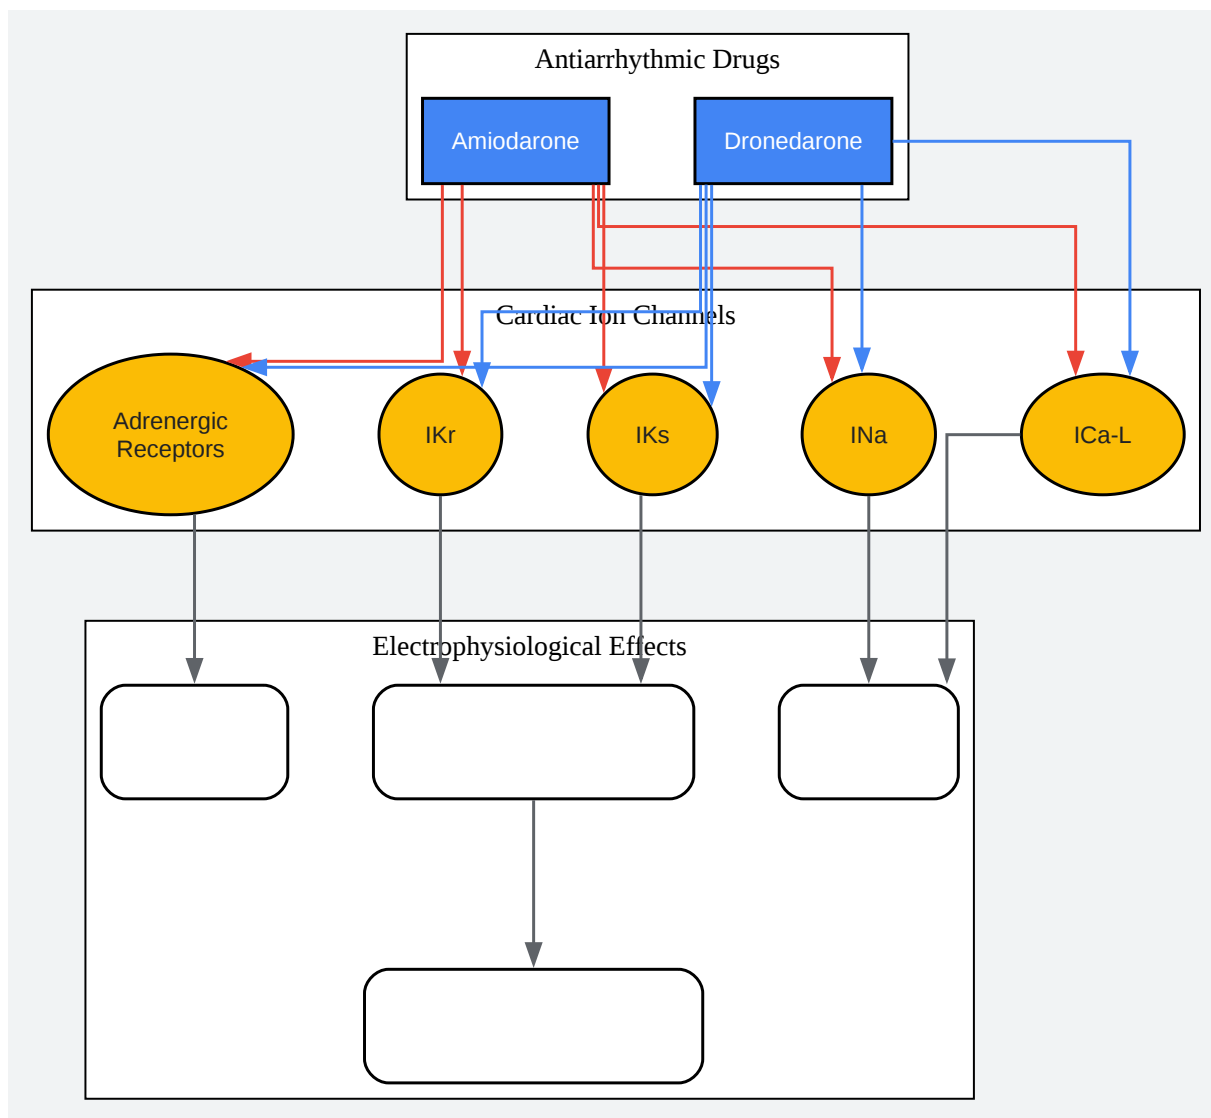 Antiarrhythmic Drugs
Amiodarone
Dronedarone
Cardiac Ion Channels
Adrenergic
Receptors
IKr
IKs
INa
ICa-L
Electrophysiological Effects